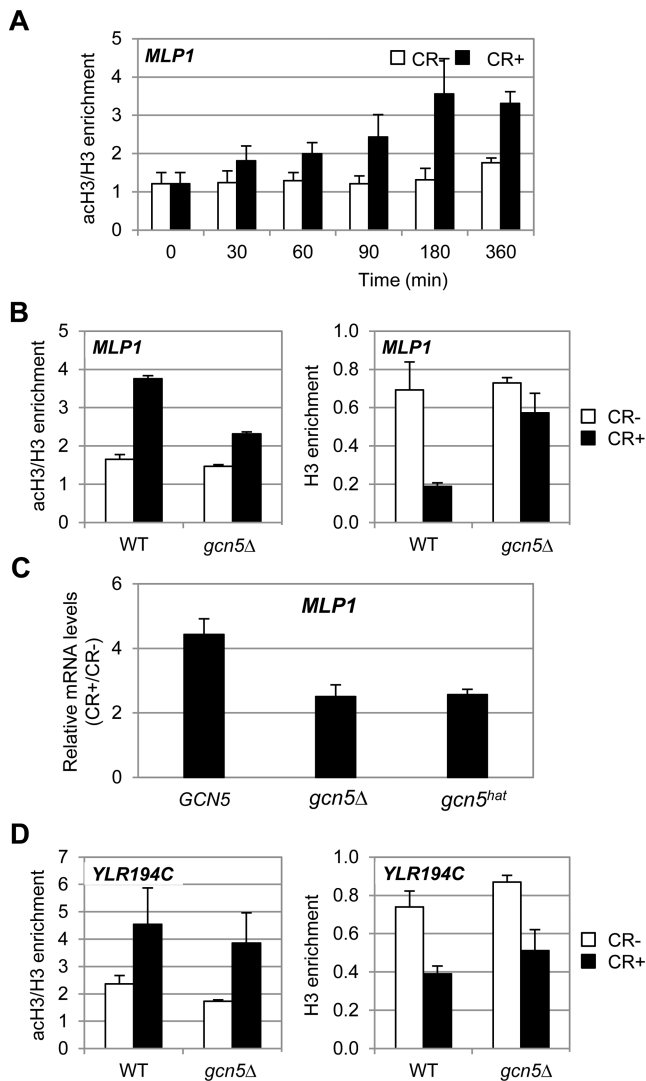 A
MLP1
CR- CR+
acH3/H3 enrichment
5
4
3
2
1
0
0 30 60 90 180 360
Time (min)
B
MLP1
acH3/H3 enrichment
5
4
3
2
1
0
WT gcn5Δ
MLP1
H3 enrichment
1.0
0.8
0.6
0.4
0.2
0.0
WT gcn5Δ
CR-
CR+
C
MLP1
Relative mRNA levels
(CR+/CR-)
6
4
2
0
GCN5 gcn5Δ gcn5hat
D
YLR194C
acH3/H3 enrichment
7
6
5
4
3
2
1
0
WT gcn5Δ
YLR194C
H3 enrichment
1.0
0.8
0.6
0.4
0.2
0.0
WT gcn5Δ
CR-
CR+